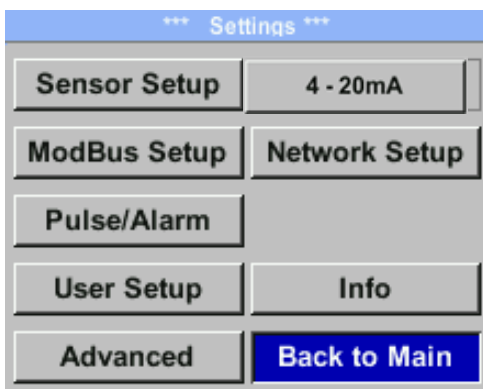 *** Settings ***
Sensor Setup 4 - 20mA
ModBus Setup Network Setup
Pulse/Alarm
User Setup Info
Advanced Back to Main